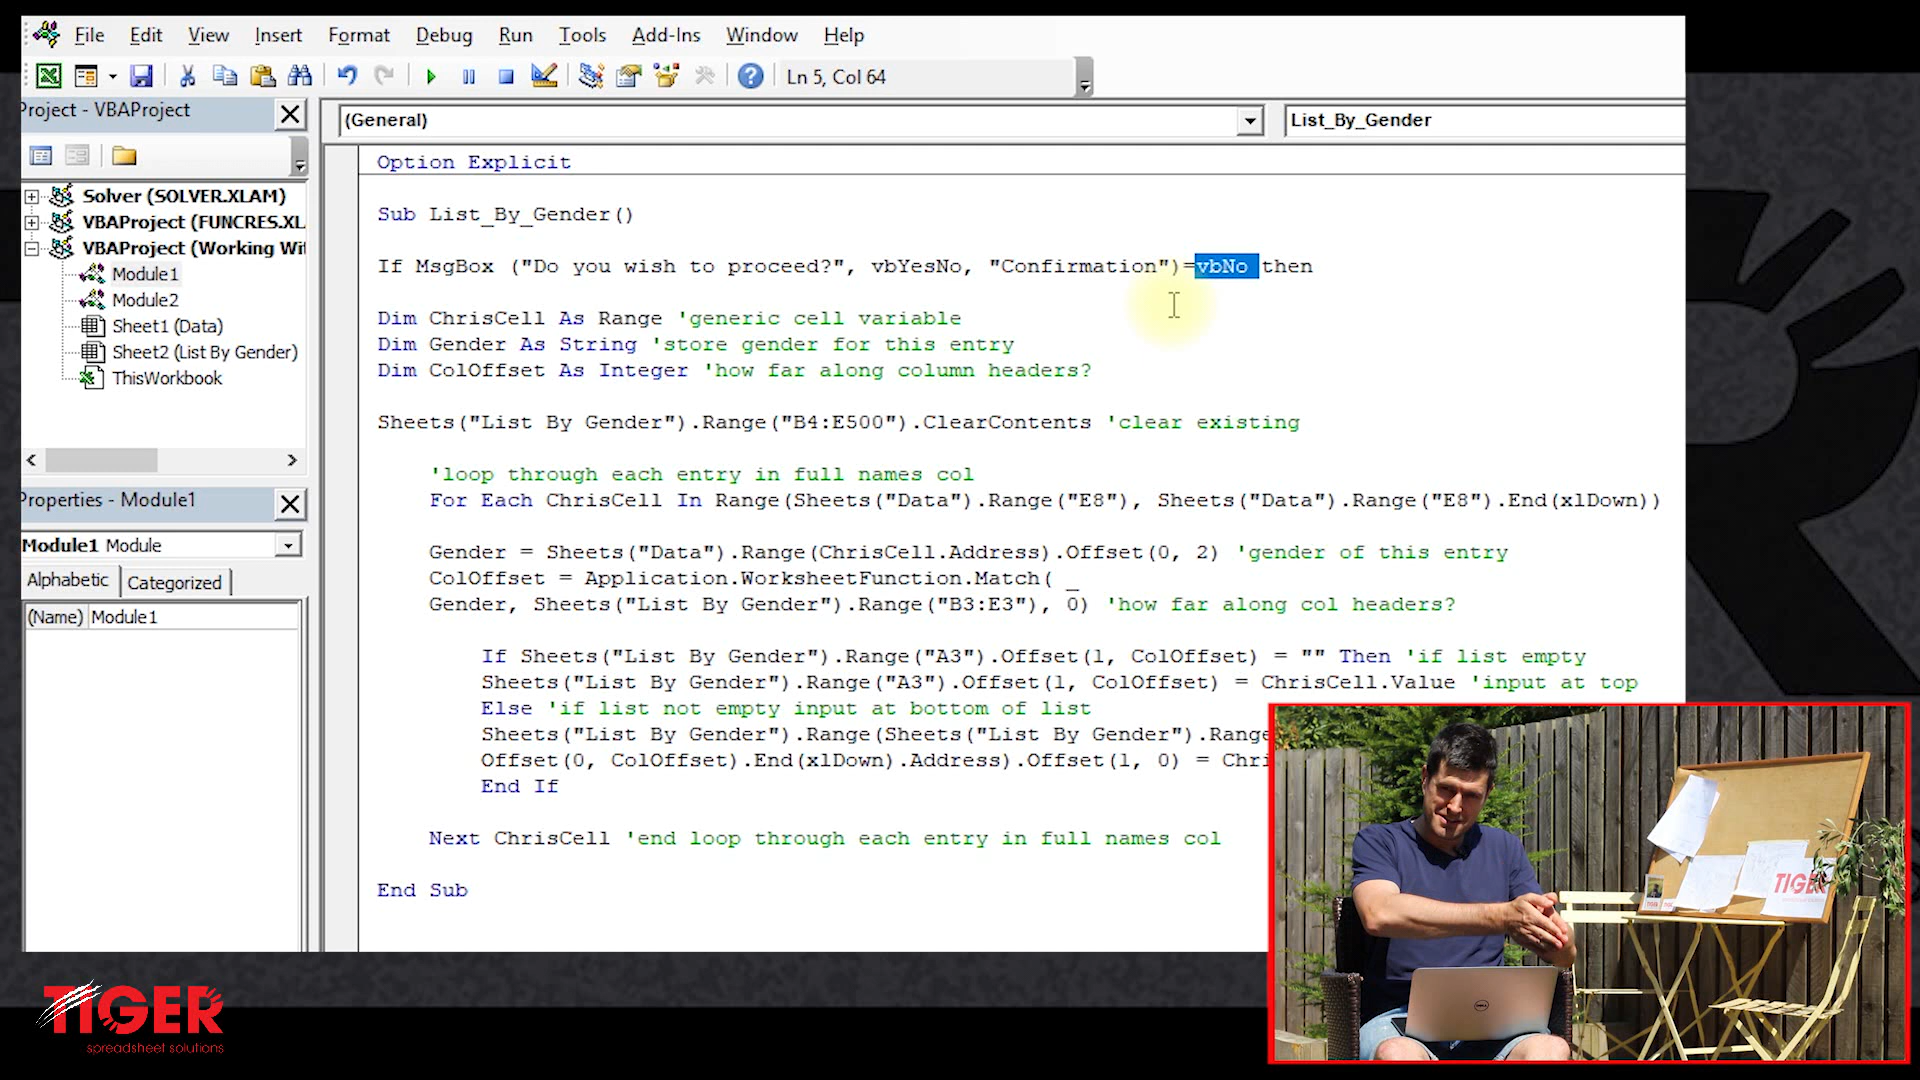 File Edit View Insert Format Debug Run Tools Add-Ins Window Help
Ln 5, Col 64
Project - VBAProject
(General)
List_By_Gender
Solver (SOLVER.XLAM)
VBAProject (FUNCRES.XL
VBAProject (Working Wi
Module1
Module2
Sheet1 (Data)
Sheet2 (List By Gender)
ThisWorkbook
Properties - Module1
Module1 Module
Alphabetic Categorized
(Name) Module1
Option Explicit
Sub List_By_Gender()
If MsgBox ("Do you wish to proceed?", vbYesNo, "Confirmation")=vbNo then
Dim ChrisCell As Range 'generic cell variable
Dim Gender As String 'store gender for this entry
Dim ColOffset As Integer 'how far along column headers?
Sheets("List By Gender").Range("B4:E500").ClearContents 'clear existing
'loop through each entry in full names col
For Each ChrisCell In Range(Sheets("Data").Range("E8"), Sheets("Data").Range("E8").End(xlDown))
Gender = Sheets("Data").Range(ChrisCell.Address).Offset(0, 2) 'gender of this entry
ColOffset = Application.WorksheetFunction.Match( _
Gender, Sheets("List By Gender").Range("B3:E3"), 0) 'how far along col headers?
If Sheets("List By Gender").Range("A3").Offset(1, ColOffset) = "" Then 'if list empty
Sheets("List By Gender").Range("A3").Offset(1, ColOffset) = ChrisCell.Value 'input at top
Else 'if list not empty input at bottom of list
Sheets("List By Gender").Range(Sheets("List By Gender").Rang
Offset(0, ColOffset).End(xlDown).Address).Offset(1, 0) = Chri
End If
Next ChrisCell 'end loop through each entry in full names col
End Sub
TIGER
spreadsheet solutions
TIGER
DELL